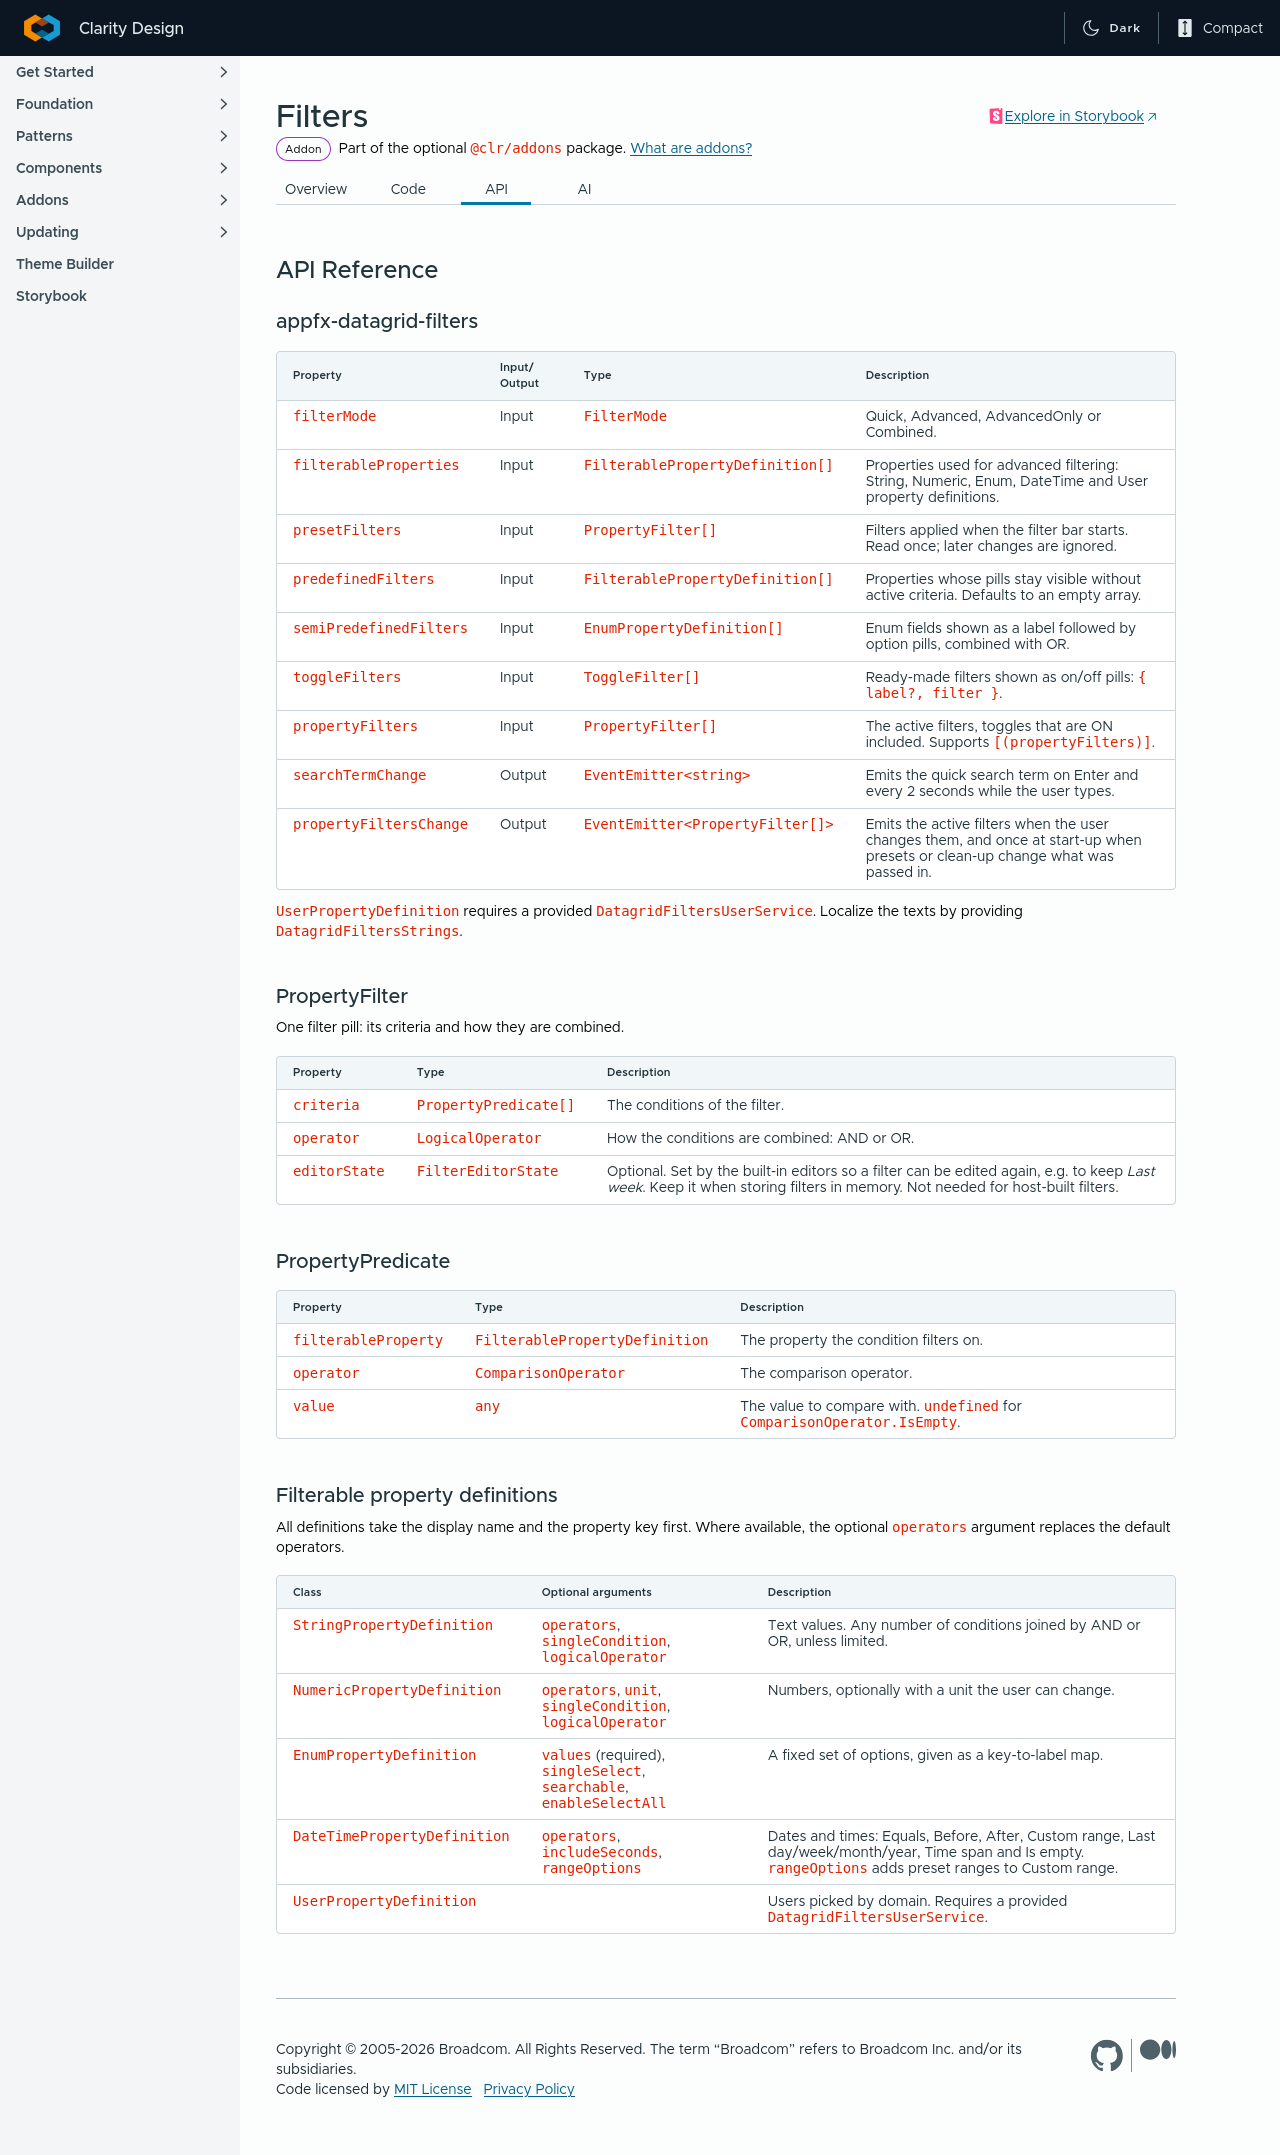 Clarity Design
Dark
Compact
Get Started
Foundation
Patterns
Components
Addons
Updating
Theme Builder
Storybook
Filters
Explore in Storybook
Addon Part of the optional @clr/addons package. What are addons?
Overview Code API AI
API Reference
appfx-datagrid-filters
Property Input/ Output Type Description
filterMode Input FilterMode Quick, Advanced, AdvancedOnly or
Combined.
filterableProperties Input FilterablePropertyDefinition[] Properties used for advanced filtering:
String, Numeric, Enum, DateTime and User
property definitions.
presetFilters Input PropertyFilter[] Filters applied when the filter bar starts.
Read once; later changes are ignored.
predefinedFilters Input FilterablePropertyDefinition[] Properties whose pills stay visible without
active criteria. Defaults to an empty array.
semiPredefinedFilters Input EnumPropertyDefinition[] Enum fields shown as a label followed by
option pills, combined with OR.
toggleFilters Input ToggleFilter[] Ready-made filters shown as on/off pills: {
label?, filter }.
propertyFilters Input PropertyFilter[] The active filters, toggles that are ON
included. Supports [(propertyFilters)].
searchTermChange Output EventEmitter<string> Emits the quick search term on Enter and
every 2 seconds while the user types.
propertyFiltersChange Output EventEmitter<PropertyFilter[]> Emits the active filters when the user
changes them, and once at start-up when
presets or clean-up change what was
passed in.
UserPropertyDefinition requires a provided DatagridFiltersUserService. Localize the texts by providing
DatagridFiltersStrings.
PropertyFilter
One filter pill: its criteria and how they are combined.
Property Type Description
criteria PropertyPredicate[] The conditions of the filter.
operator LogicalOperator How the conditions are combined: AND or OR.
editorState FilterEditorState Optional. Set by the built-in editors so a filter can be edited again, e.g. to keep Last
week. Keep it when storing filters in memory. Not needed for host-built filters.
PropertyPredicate
Property Type Description
filterableProperty FilterablePropertyDefinition The property the condition filters on.
operator ComparisonOperator The comparison operator.
value any The value to compare with. undefined for
ComparisonOperator.IsEmpty.
Filterable property definitions
All definitions take the display name and the property key first. Where available, the optional operators argument replaces the default
operators.
Class Optional arguments Description
StringPropertyDefinition operators, Text values. Any number of conditions joined by AND or
singleCondition, OR, unless limited.
logicalOperator
NumericPropertyDefinition operators, unit, Numbers, optionally with a unit the user can change.
singleCondition,
logicalOperator
EnumPropertyDefinition values (required), A fixed set of options, given as a key-to-label map.
singleSelect,
searchable,
enableSelectAll
DateTimePropertyDefinition operators, Dates and times: Equals, Before, After, Custom range, Last
includeSeconds, day/week/month/year, Time span and Is empty.
rangeOptions rangeOptions adds preset ranges to Custom range.
UserPropertyDefinition Users picked by domain. Requires a provided
DatagridFiltersUserService.
Copyright © 2005-2026 Broadcom. All Rights Reserved. The term “Broadcom” refers to Broadcom Inc. and/or its
subsidiaries.
Code licensed by MIT License Privacy Policy